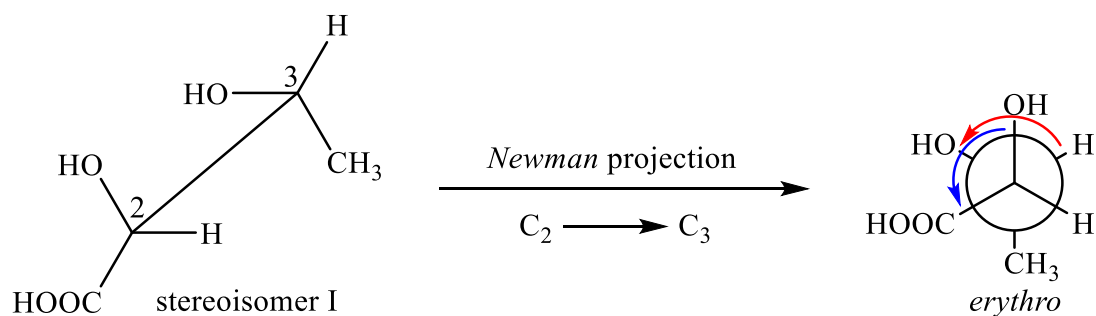 H
3
HO
CH₃
HO
2
H
HOOC
stereoisomer I
Newman projection
C₂ C₃
OH
HO
H
HOOC
H
CH₃
erythro